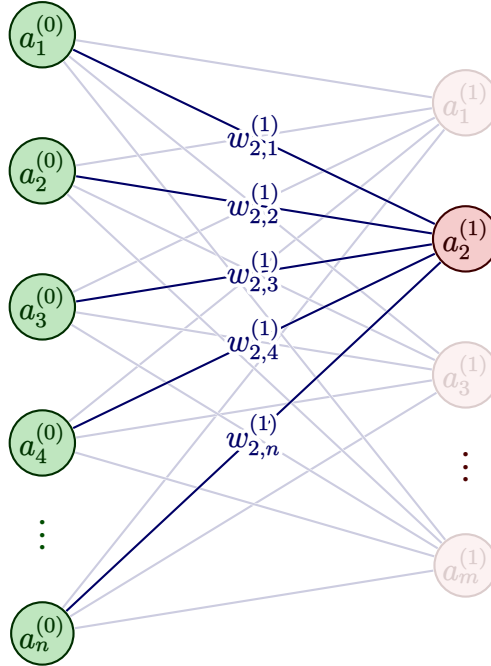 a_1^{(0)}
a_2^{(0)}
a_3^{(0)}
a_4^{(0)}
⋮
a_n^{(0)}
w_{2,1}^{(1)}
w_{2,2}^{(1)}
w_{2,3}^{(1)}
w_{2,4}^{(1)}
w_{2,n}^{(1)}
a_1^{(1)}
a_2^{(1)}
a_3^{(1)}
⋮
a_m^{(1)}